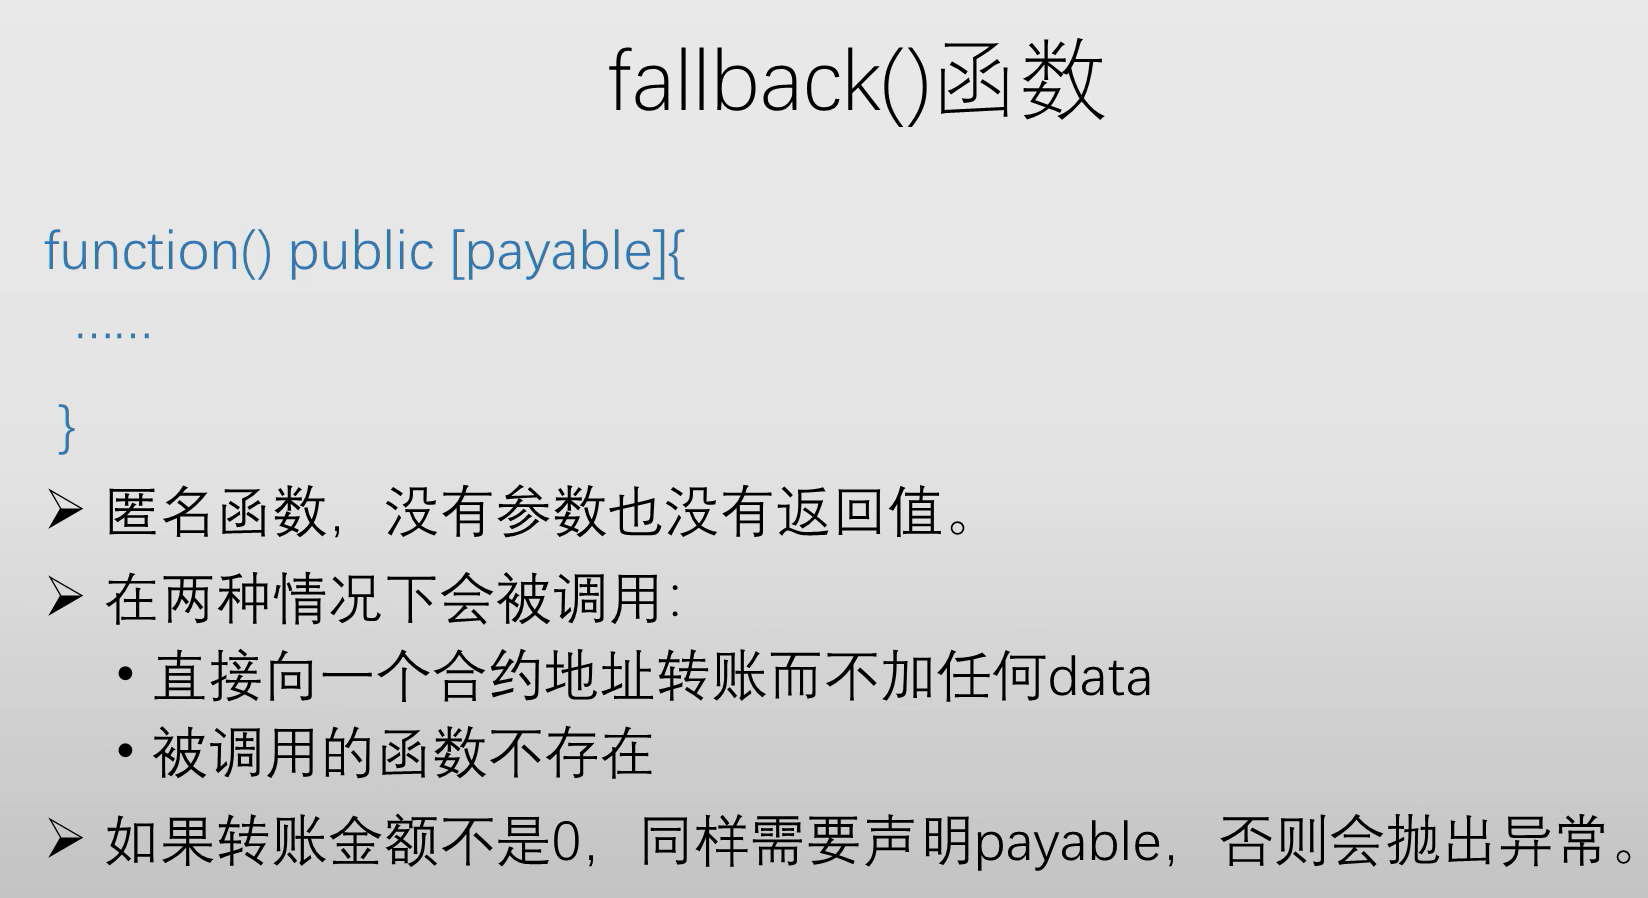 fallback()函数
function() public [payable]{
……
}
➢ 匿名函数，没有参数也没有返回值。
➢ 在两种情况下会被调用：
• 直接向一个合约地址转账而不加任何data
• 被调用的函数不存在
➢ 如果转账金额不是0，同样需要声明payable，否则会抛出异常。